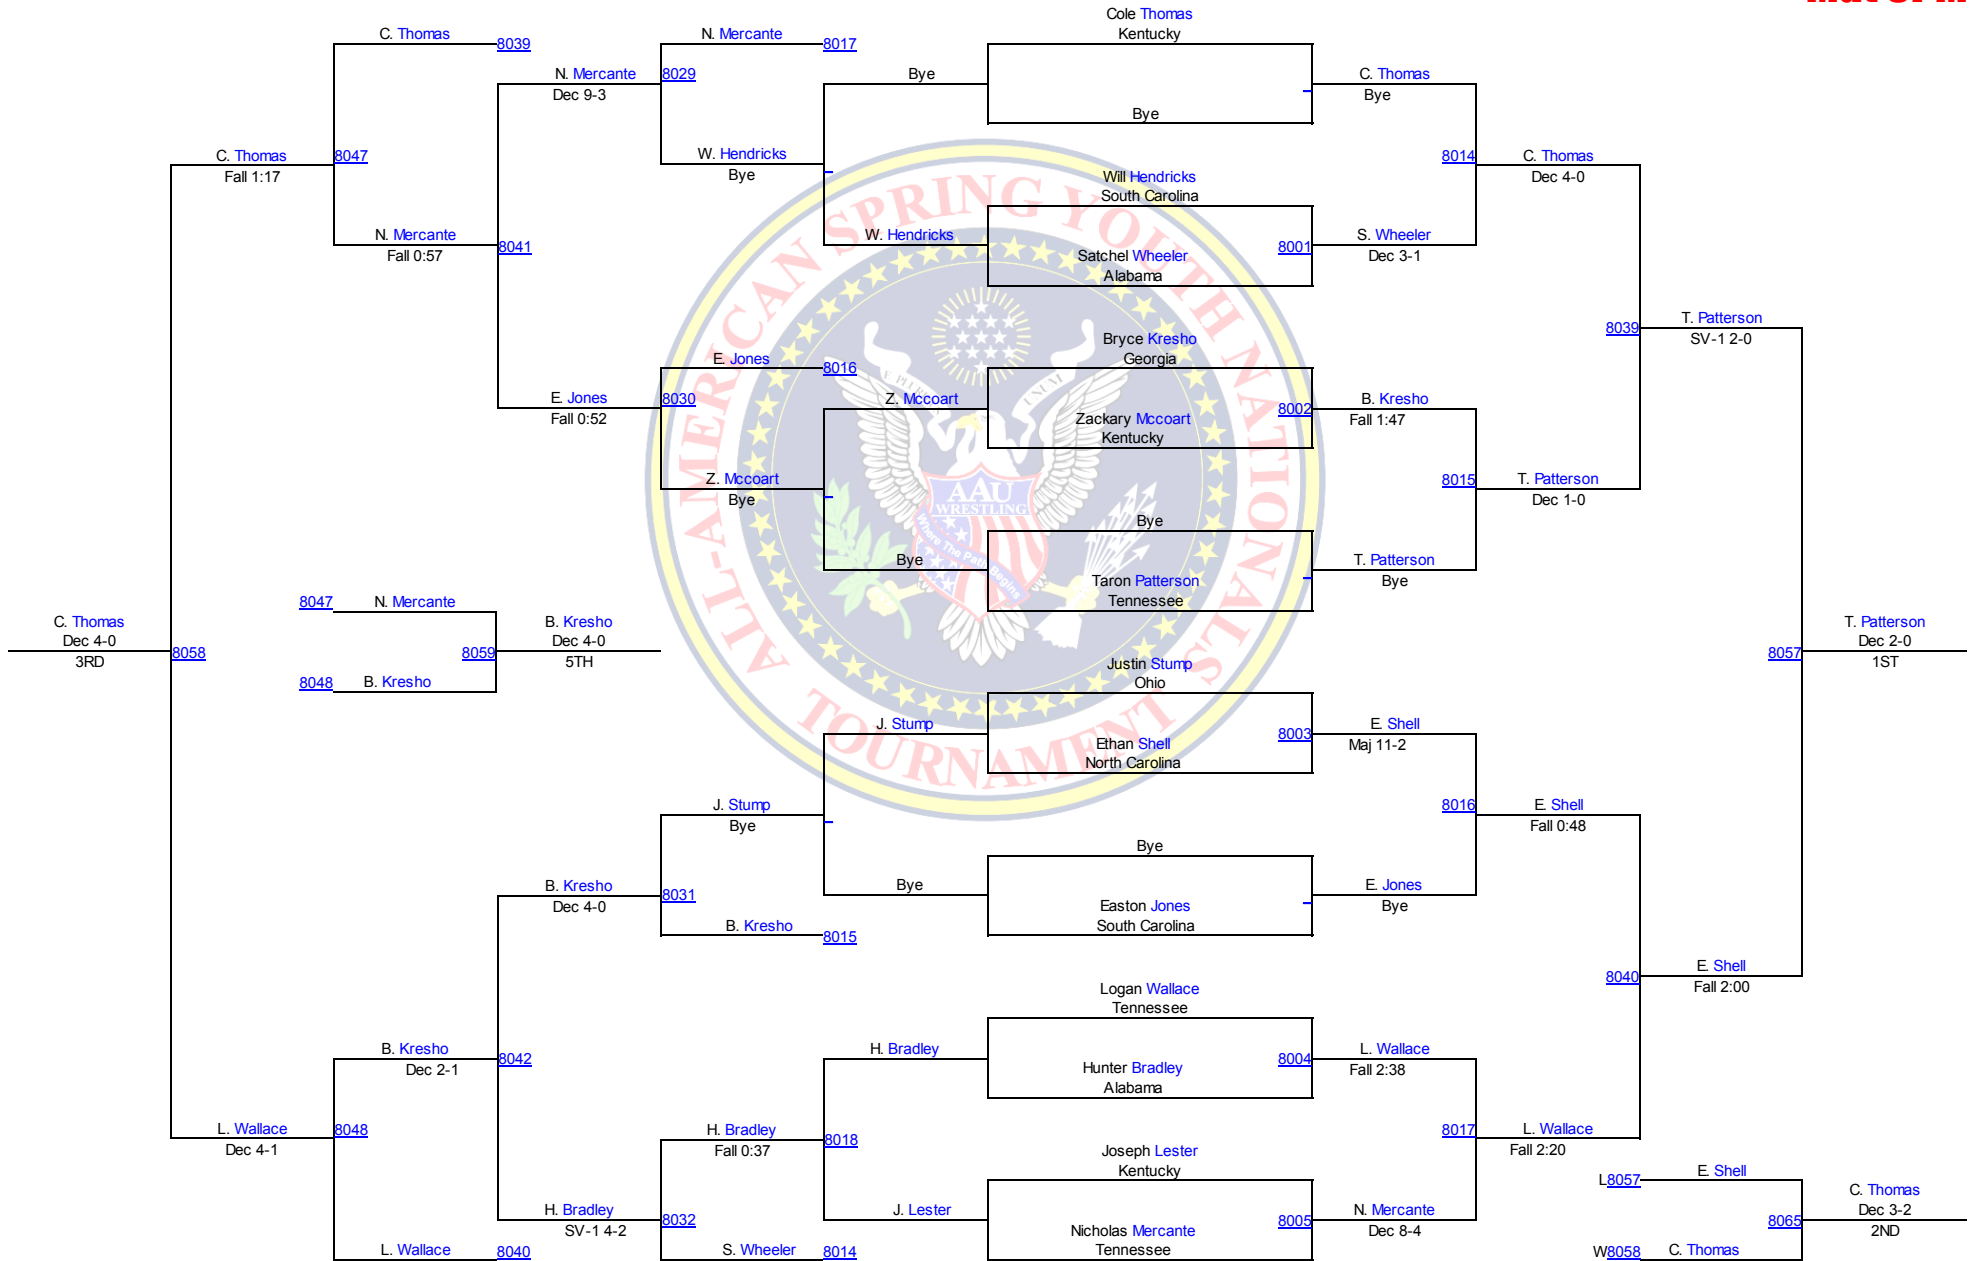 Cole Thomas
Kentucky
Bye
Will Hendricks
South Carolina
Satchel Wheeler
Alabama
8001
Bryce Kresho
Georgia
Zackary Mccoart
Kentucky
8002
Bye
Taron Patterson
Tennessee
Justin Stump
Ohio
Ethan Shell
North Carolina
8003
Bye
Easton Jones
South Carolina
Logan Wallace
Tennessee
Hunter Bradley
Alabama
8004
Joseph Lester
Kentucky
Nicholas Mercante
Tennessee
8005
C. Thomas
Bye
8014
S. Wheeler
Dec 3-1
B. Kresho
Fall 1:47
8015
T. Patterson
Bye
E. Shell
Maj 11-2
8016
E. Jones
Bye
L. Wallace
Fall 2:38
8017
N. Mercante
Dec 8-4
C. Thomas
Dec 4-0
8039
T. Patterson
Dec 1-0
E. Shell
Fall 0:48
8040
L. Wallace
Fall 2:20
T. Patterson
SV-1 2-0
8057
E. Shell
Fall 2:00
T. Patterson
Dec 2-0
1ST
L8057
E. Shell
8065
W8058
C. Thomas
C. Thomas
Dec 3-2
2ND
Bye
W. Hendricks
Z. Mccoart
Bye
J. Stump
Bye
H. Bradley
8018
J. Lester
N. Mercante
8017
8029
W. Hendricks
Bye
E. Jones
8016
8030
Z. Mccoart
Bye
J. Stump
Bye
8031
B. Kresho
8015
H. Bradley
Fall 0:37
8032
S. Wheeler
8014
N. Mercante
Dec 9-3
8041
E. Jones
Fall 0:52
B. Kresho
Dec 4-0
8042
H. Bradley
SV-1 4-2
C. Thomas
8039
8047
N. Mercante
Fall 0:57
B. Kresho
Dec 2-1
8048
L. Wallace
8040
C. Thomas
Fall 1:17
8058
L. Wallace
Dec 4-1
C. Thomas
Dec 4-0
3RD
8047
N. Mercante
8059
8048
B. Kresho
B. Kresho
Dec 4-0
5TH
ALL-AMERICAN SPRING YOUTH NATIONALS
TOURNAMENT
E PLURIBUS UNUM
AAU
WRESTLING
Where The Path Begins